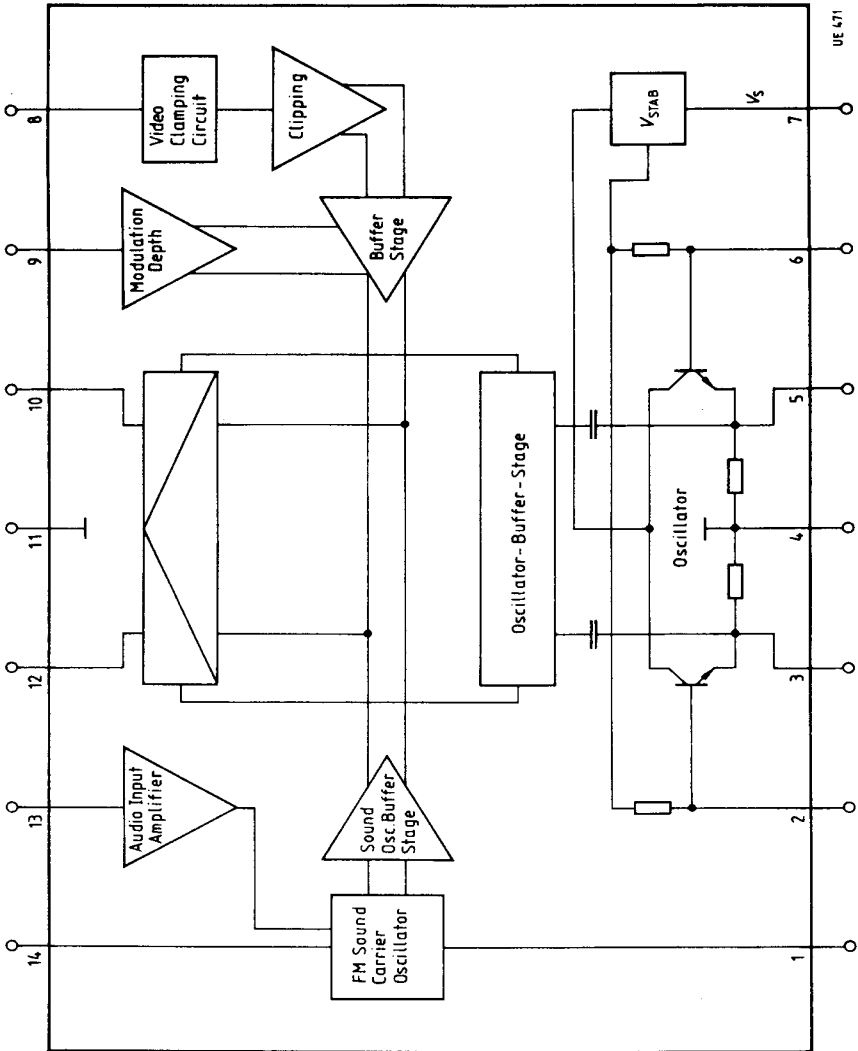 14
13
12
11
10
9
8
Audio Input
Amplifier
Modulation
Depth
Video
Clamping
Circuit
Clipping
FM Sound
Carrier
Oscillator
Sound
Osc.Buffer
Stage
Buffer
Stage
Oscillator-Buffer-Stage
Oscillator
VSTAB
VS
1
2
3
4
5
6
7
UE 471